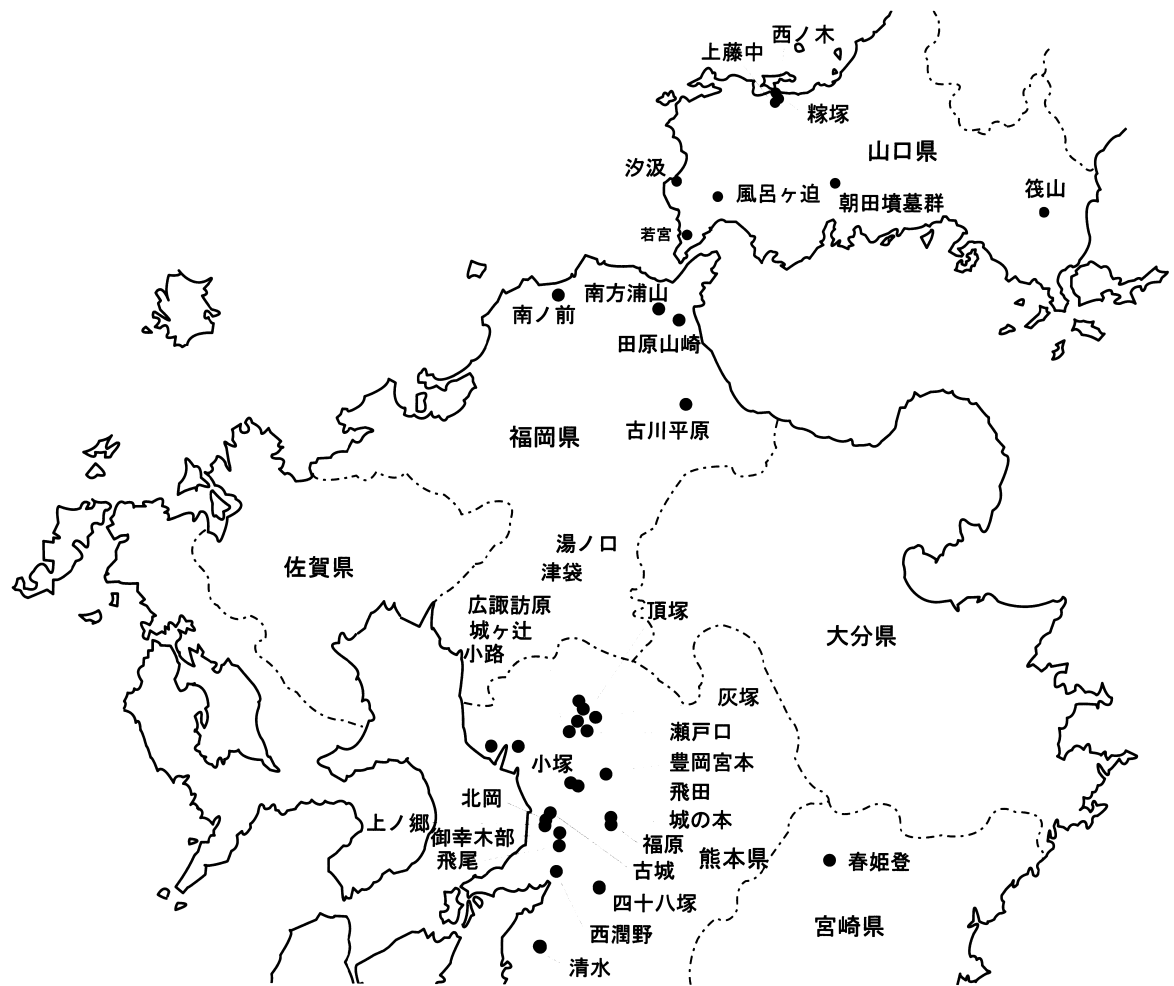 西ノ木
上藤中
糘塚
山口県
汐汲
風呂ヶ迫
朝田墳墓群
筏山
若宮
南方浦山
南ノ前
田原山崎
古川平原
福岡県
湯ノ口
津袋
佐賀県
広諏訪原
城ヶ辻
小路
頂塚
大分県
灰塚
瀬戸口
小塚
豊岡宮本
飛田
北岡
城の本
上ノ郷
御幸木部
福原
飛尾
熊本県
春姫登
古城
四十八塚
西潤野
宮崎県
清水